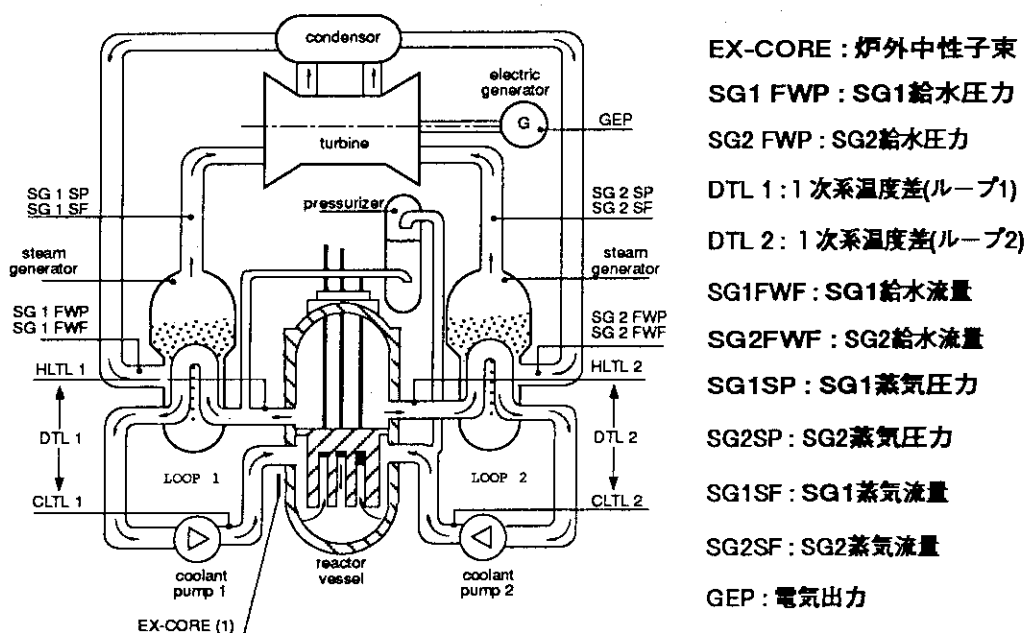 condensor
electric
generator
G
GEP
turbine
SG 1 SP
SG 1 SF
SG 2 SP
SG 2 SF
pressurizer
steam
generator
steam
generator
SG 1 FWP
SG 1 FWF
SG 2 FWP
SG 2 FWF
HLTL 1
HLTL 2
DTL 1
DTL 2
LOOP 1
LOOP 2
CLTL 1
CLTL 2
coolant
pump 1
reactor
vessel
coolant
pump 2
EX-CORE (1)
EX-CORE : 炉外中性子束
SG1 FWP : SG1給水圧力
SG2 FWP : SG2給水圧力
DTL 1 : 1 次系温度差(ループ1)
DTL 2 : 1 次系温度差(ループ2)
SG1FWF : SG1給水流量
SG2FWF : SG2給水流量
SG1SP : SG1蒸気圧力
SG2SP : SG2蒸気圧力
SG1SF : SG1蒸気流量
SG2SF : SG2蒸気流量
GEP : 電気出力